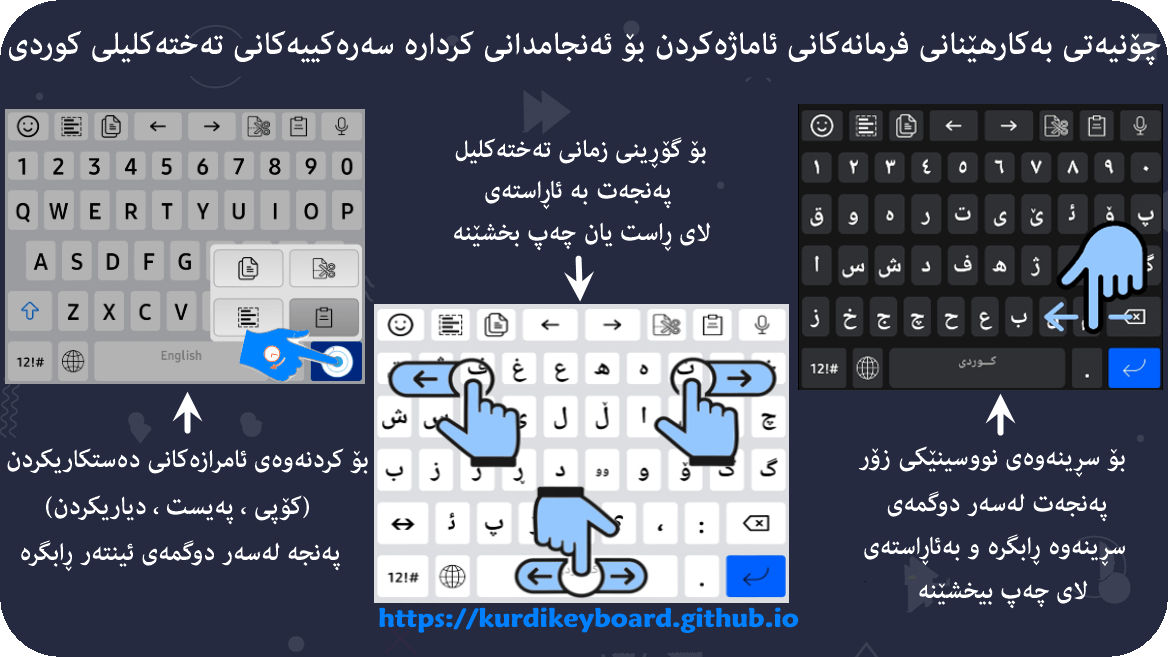 چۆنیەتی بەکارهێنانی فرمانەکانی ئاماژەکردن بۆ ئەنجامدانی کردارە سەرەکییەکانی تەختەکلیلی کوردی
بۆ گۆڕینی زمانی تەختەکلیل
پەنجەت بە ئاڕاستەی
لای ڕاست یان چەپ بخشێنە
1 2 3 4 5 6 7 8 9 0
Q W E R T Y U I O P
A S D F G
Z X C V
12!# English
بۆ کردنەوەی ئامرازەکانی دەستکاریکردن
(کۆپی ، پەیست ، دیاریکردن)
پەنجە لەسەر دوگمەی ئینتەر ڕابگرە
ف غ ع ھ ە ب
ش س ی ل ڵ ا چ
ب ز ر ڕ د وو و ۆ گ گ
ئ پ ی ، :
12!# .
١ ٢ ٣ ٤ ٥ ٦ ٧ ٨ ٩ ٠
ق و ە ر ت ی ێ ئ ۆ پ
ا س ش د ف ھ ژ گ
ز خ ج چ ح ع ب
12!# کوردی .
بۆ سڕینەوەی نووسینێکی زۆر
پەنجەت لەسەر دوگمەی
سڕینەوە ڕابگرە و بەئاڕاستەی
لای چەپ بیخشێنە
https://kurdikeyboard.github.io